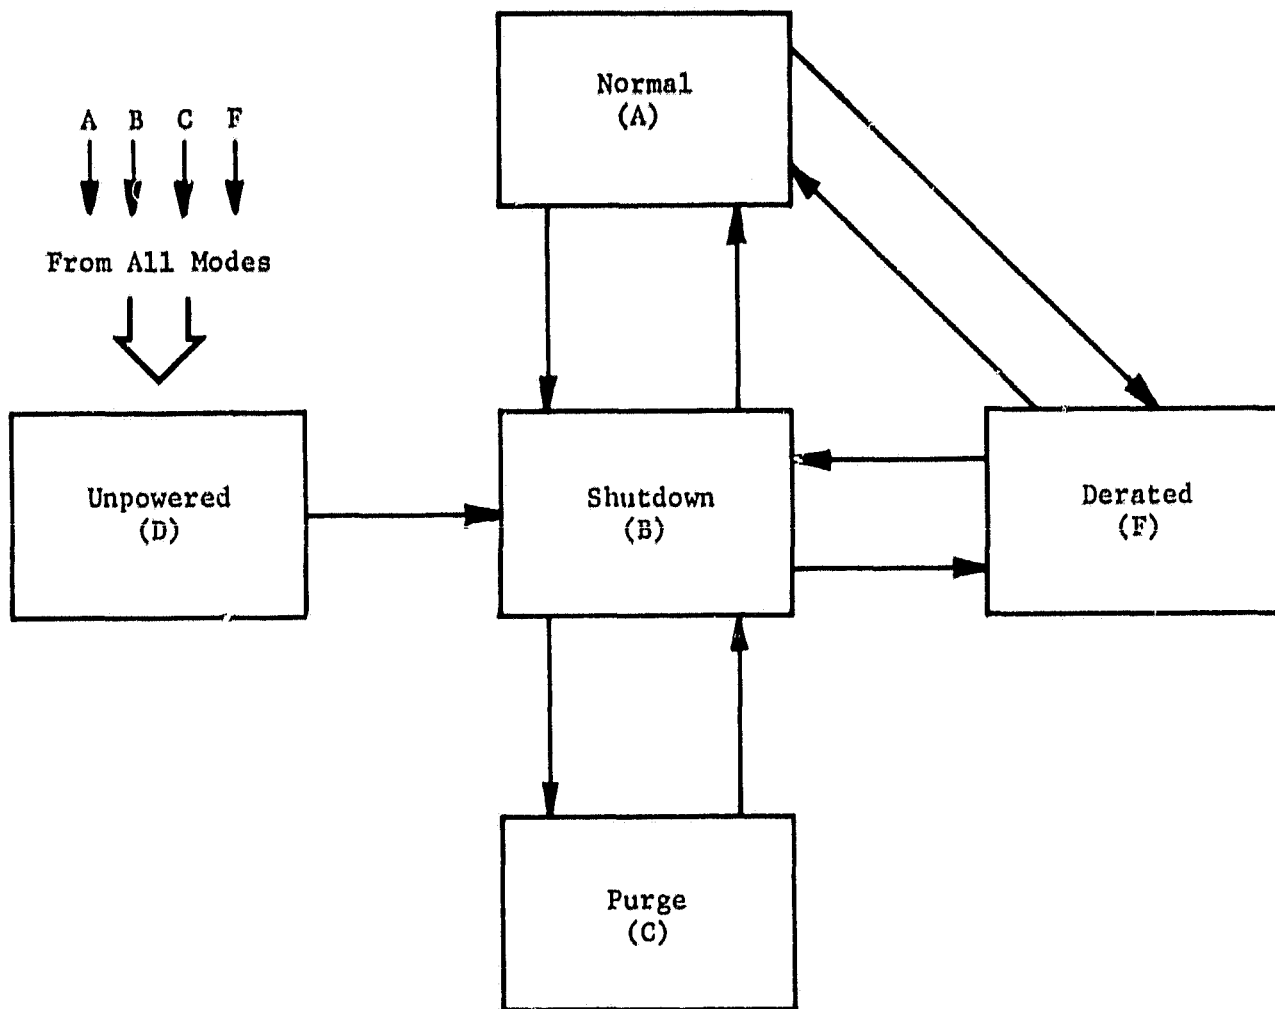 Normal
(A)
A B C F
From All Modes
Unpowered
(D)
Shutdown
(B)
Derated
(F)
Purge
(C)